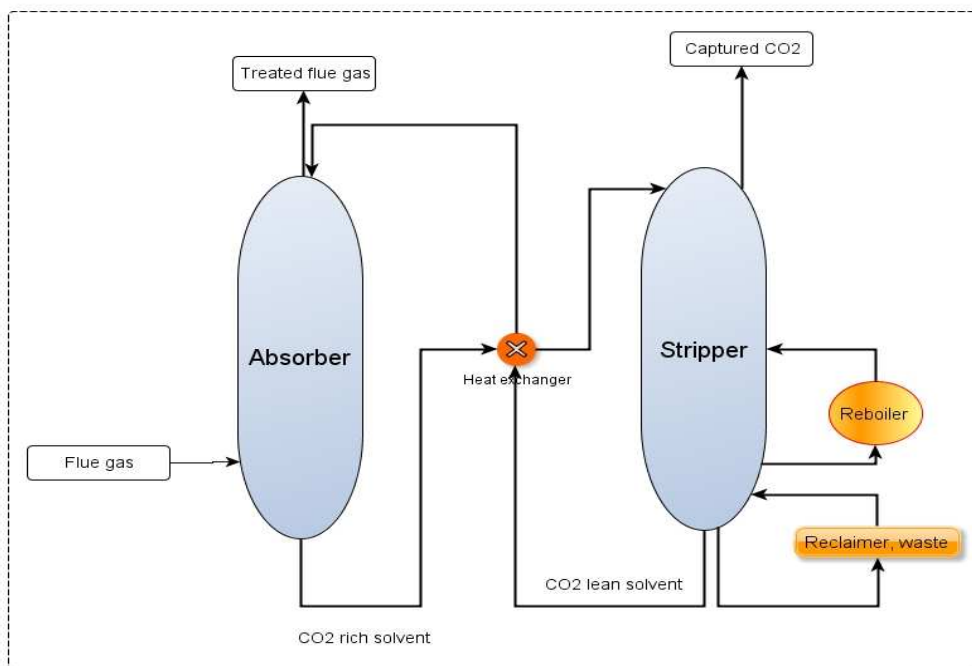 Captured CO2
Treated flue gas
Absorber
Stripper
Heat exchanger
Reboiler
Flue gas
Reclaimer, waste
CO2 lean solvent
CO2 rich solvent